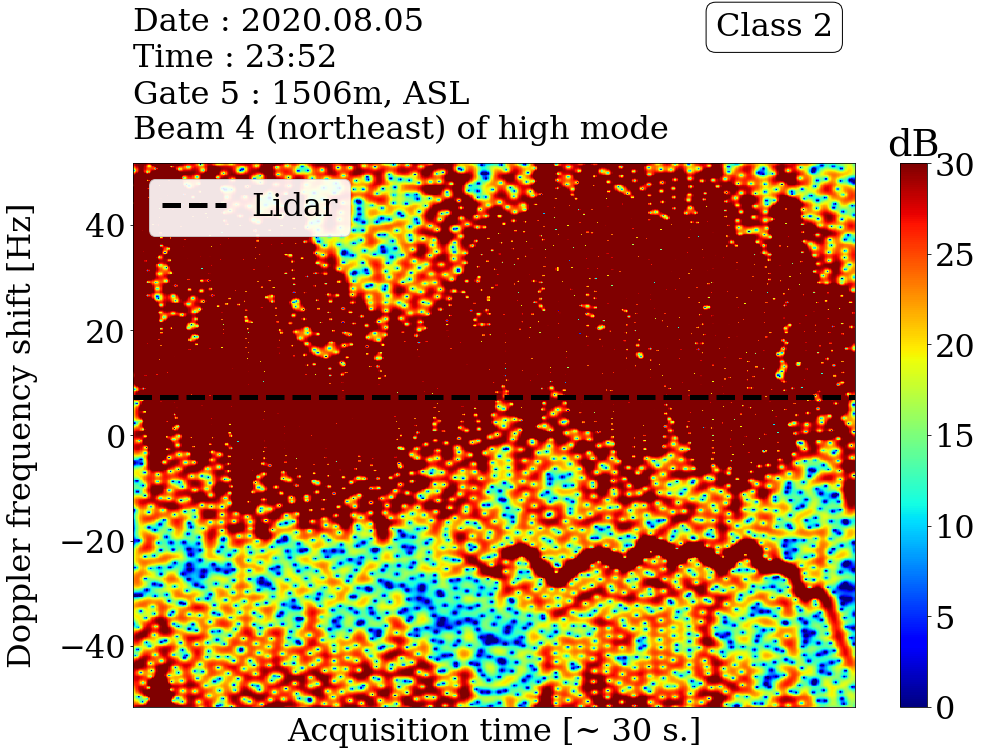 Date : 2020.08.05
Time : 23:52
Gate 5 : 1506m, ASL
Beam 4 (northeast) of high mode
Class 2
dB
Lidar
Doppler frequency shift [Hz]
40
20
0
−20
−40
30
25
20
15
10
5
0
Acquisition time [~ 30 s.]